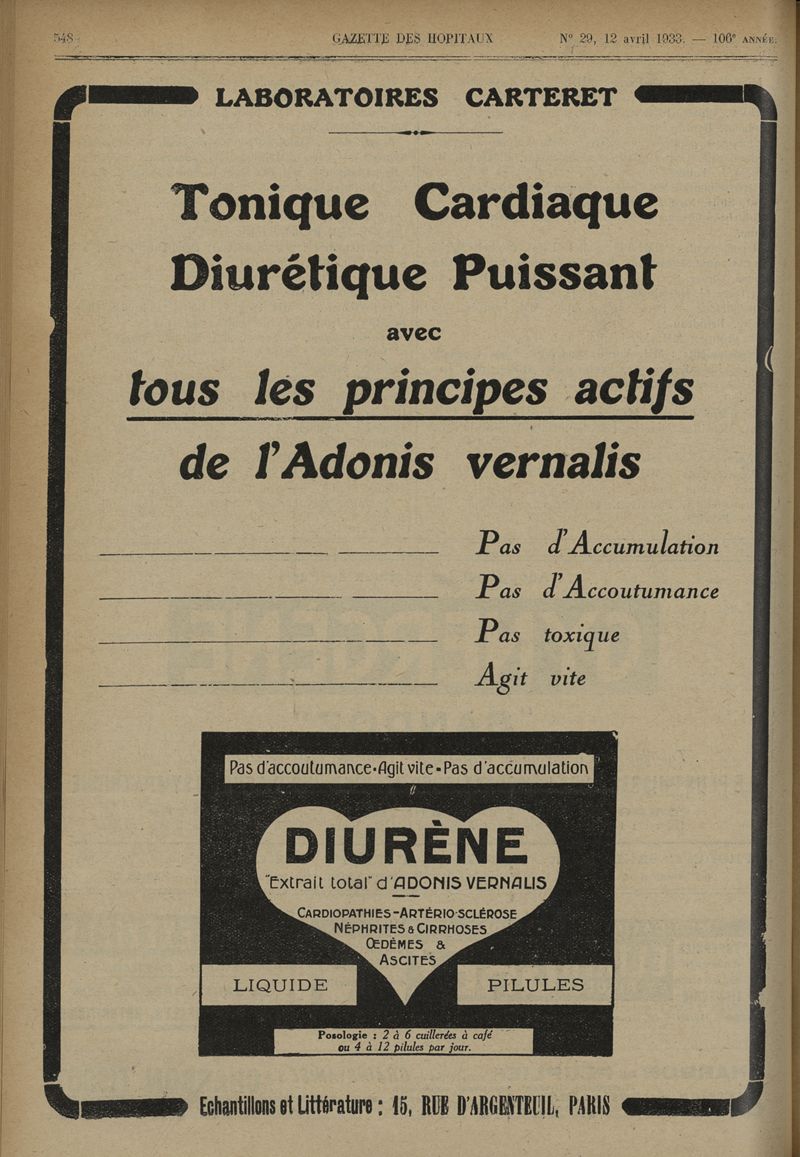 548
GAZETTE DES HOPITAUX
N° 29, 12 avril 1933. — 106e ANNÉE.
LABORATOIRES CARTERET
Tonique Cardiaque
Diurétique Puissant
avec
tous les principes actifs
de l'Adonis vernalis
Pas d'Accumulation
Pas d'Accoutumance
Pas toxique
Agit vite
Pas d'accoutumance•Agit vite•Pas d'accumulation
DIURÈNE
"Extrait total" d'ADONIS VERNALIS
CARDIOPATHIES-ARTÉRIO-SCLÉROSE
NÉPHRITES & CIRRHOSES
ŒDÈMES &
ASCITES
LIQUIDE
PILULES
Posologie : 2 à 6 cuillerées à café
ou 4 à 12 pilules par jour.
Echantillons et Littérature : 15, RUE D'ARGENTEUIL, PARIS